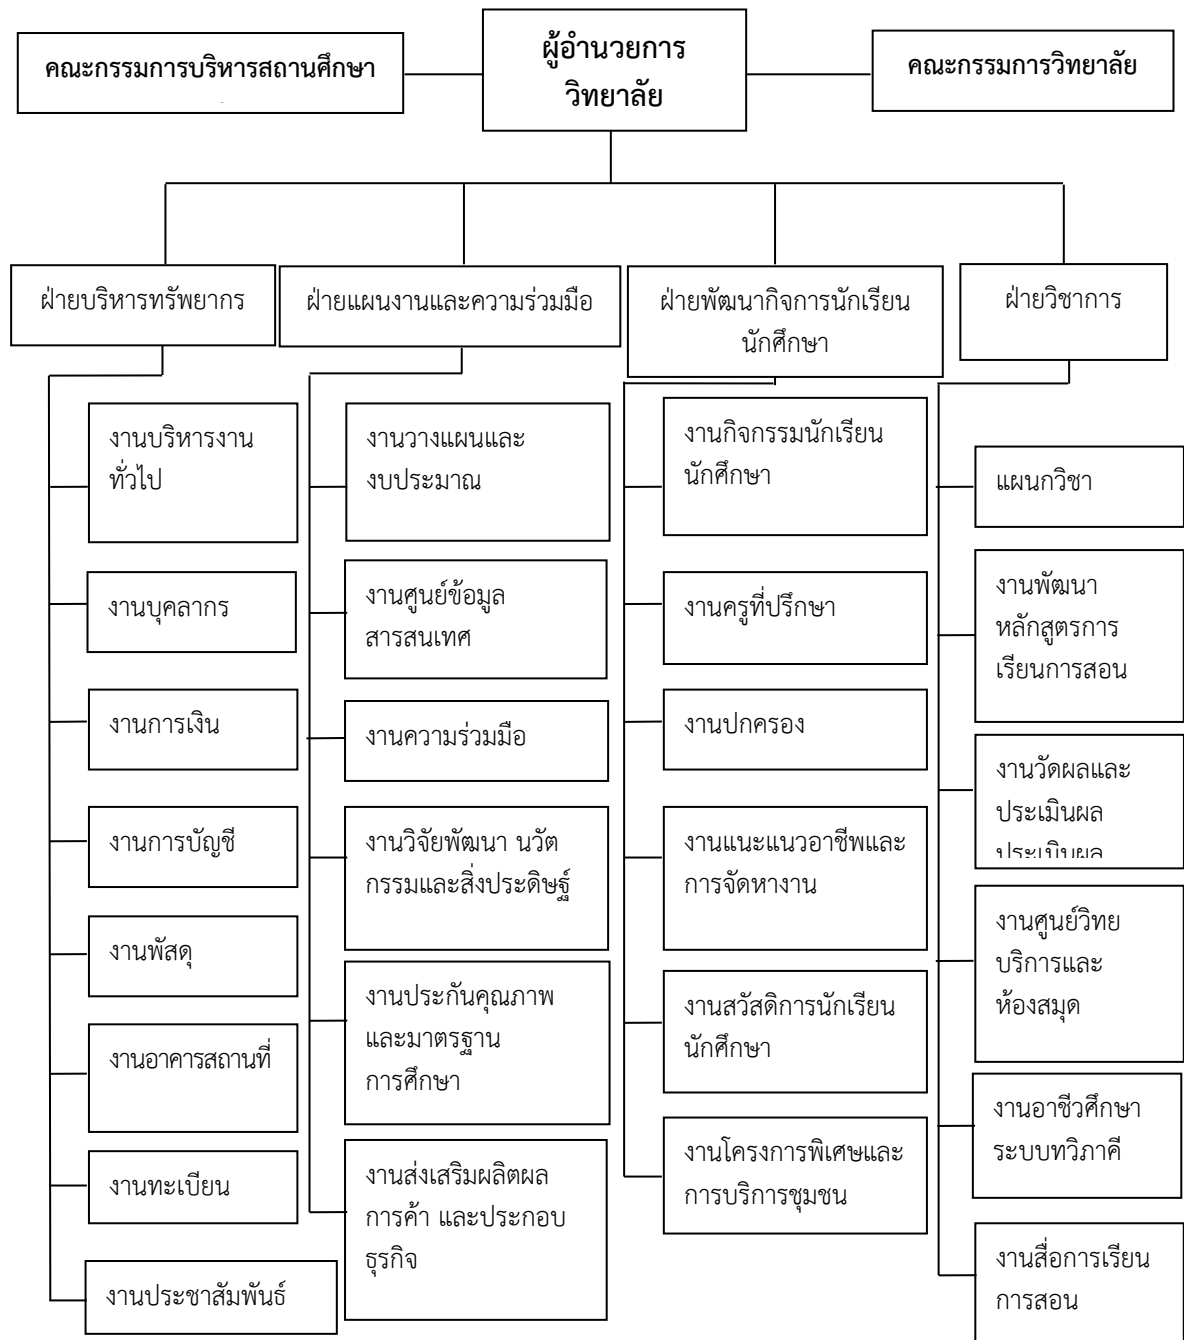 คณะกรรมการบริหารสถานศึกษา
ผู้อำนวยการ
วิทยาลัย
คณะกรรมการวิทยาลัย
ฝ่ายบริหารทรัพยากร
ฝ่ายแผนงานและความร่วมมือ
ฝ่ายพัฒนากิจการนักเรียน
นักศึกษา
ฝ่ายวิชาการ
งานบริหารงาน
ทั่วไป
งานบุคลากร
งานการเงิน
งานการบัญชี
งานพัสดุ
งานอาคารสถานที่
งานทะเบียน
งานประชาสัมพันธ์
งานวางแผนและ
งบประมาณ
งานศูนย์ข้อมูล
สารสนเทศ
งานความร่วมมือ
งานวิจัยพัฒนา นวัต
กรรมและสิ่งประดิษฐ์
งานประกันคุณภาพ
และมาตรฐาน
การศึกษา
งานส่งเสริมผลิตผล
การค้า และประกอบ
ธุรกิจ
งานกิจกรรมนักเรียน
นักศึกษา
งานครูที่ปรึกษา
งานปกครอง
งานแนะแนวอาชีพและ
การจัดหางาน
งานสวัสดิการนักเรียน
นักศึกษา
งานโครงการพิเศษและ
การบริการชุมชน
แผนกวิชา
งานพัฒนา
หลักสูตรการ
เรียนการสอน
งานวัดผลและ
ประเมินผล
ประเมินผล
งานศูนย์วิทย
บริการและ
ห้องสมุด
งานอาชีวศึกษา
ระบบทวิภาคี
งานสื่อการเรียน
การสอน